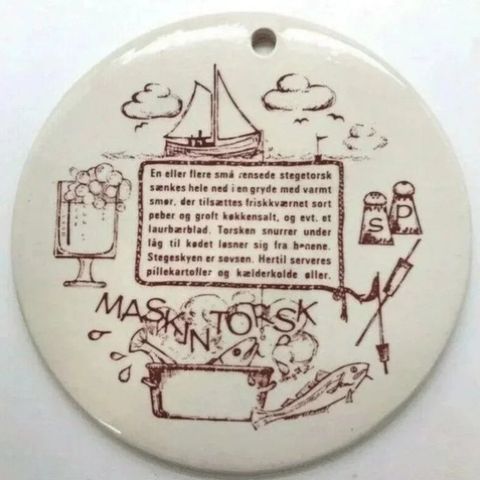 En eller flere små rensede stegetorsk
sænkes hele ned i en gryde med varmt
smør, der tilsættes friskkværnet sort
peber og groft køkkensalt, og evt. et
laurbærblad. Torsken snurrer under
låg til kødet løsner sig fra benene.
Stegeskyen er sovsen. Hertil serveres
pillekartofler og kælderkolde øller.
S P
MASKINTORSK